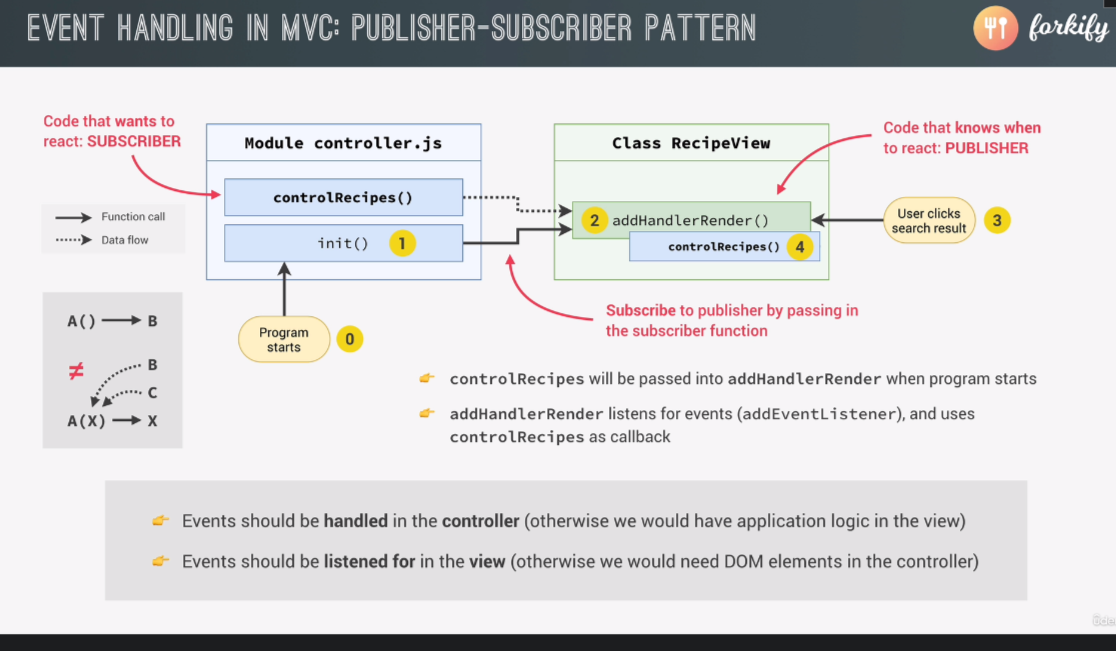 EVENT HANDLING IN MVC: PUBLISHER-SUBSCRIBER PATTERN
forkify
Code that wants to
react: SUBSCRIBER
Module controller.js
Class RecipeView
Code that knows when
to react: PUBLISHER
controlRecipes()
Function call
Data flow
init() 1
2 addHandlerRender()
controlRecipes() 4
User clicks
search result
3
Subscribe to publisher by passing in
the subscriber function
Program
starts
0
A() B
≠
B
C
A(X) X
👉 controlRecipes will be passed into addHandlerRender when program starts
👉 addHandlerRender listens for events (addEventListener), and uses
controlRecipes as callback
👉 Events should be handled in the controller (otherwise we would have application logic in the view)
👉 Events should be listened for in the view (otherwise we would need DOM elements in the controller)